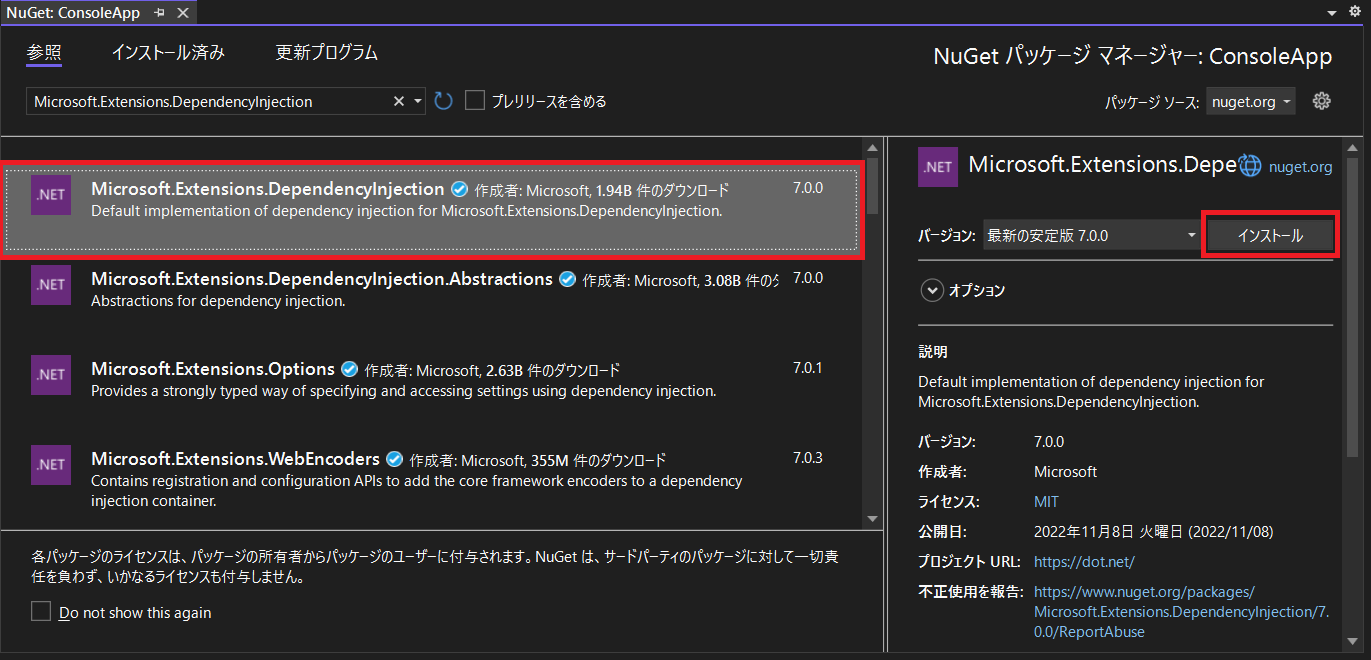 NuGet: ConsoleApp
参照 インストール済み 更新プログラム
NuGet パッケージ マネージャー: ConsoleApp
Microsoft.Extensions.DependencyInjection
プレリリースを含める
パッケージ ソース: nuget.org
.NET
Microsoft.Extensions.DependencyInjection 作成者: Microsoft, 1.94B 件のダウンロード 7.0.0
Default implementation of dependency injection for Microsoft.Extensions.DependencyInjection.
.NET
Microsoft.Extensions.DependencyInjection.Abstractions 作成者: Microsoft, 3.08B 件の 7.0.0
Abstractions for dependency injection.
.NET
Microsoft.Extensions.Options 作成者: Microsoft, 2.63B 件のダウンロード 7.0.1
Provides a strongly typed way of specifying and accessing settings using dependency injection.
.NET
Microsoft.Extensions.WebEncoders 作成者: Microsoft, 355M 件のダウンロード 7.0.3
Contains registration and configuration APIs to add the core framework encoders to a dependency
injection container.
各パッケージのライセンスは、パッケージの所有者からパッケージのユーザーに付与されます。NuGet は、サードパーティのパッケージに対して一切責
任を負わず、いかなるライセンスも付与しません。
Do not show this again
.NET
Microsoft.Extensions.Depe nuget.org
バージョン: 最新の安定版 7.0.0 インストール
オプション
説明
Default implementation of dependency injection for
Microsoft.Extensions.DependencyInjection.
バージョン: 7.0.0
作成者: Microsoft
ライセンス: MIT
公開日: 2022年11月8日 火曜日 (2022/11/08)
プロジェクト URL: https://dot.net/
不正使用を報告: https://www.nuget.org/packages/
Microsoft.Extensions.DependencyInjection/7.
0.0/ReportAbuse